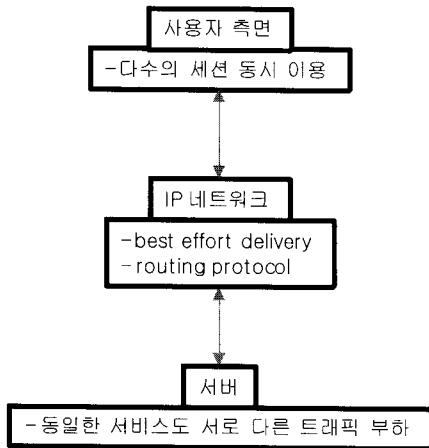 사용자 측면
-다수의 세션 동시 이용
IP 네트워크
-best effort delivery
-routing protocol
서버
-동일한 서비스도 서로 다른 트래픽 부하